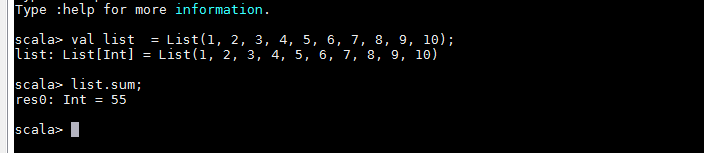 Type :help for more information.
scala> val list  = List(1, 2, 3, 4, 5, 6, 7, 8, 9, 10);
list: List[Int] = List(1, 2, 3, 4, 5, 6, 7, 8, 9, 10)
scala> list.sum;
res0: Int = 55
scala>